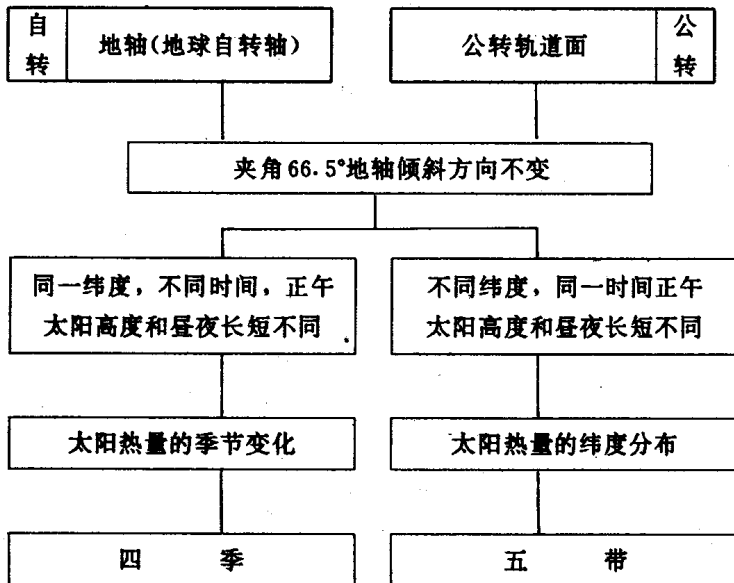 自转
地轴(地球自转轴)
公转轨道面
公转
夹角66.5°地轴倾斜方向不变
同一纬度，不同时间，正午
太阳高度和昼夜长短不同
不同纬度，同一时间正午
太阳高度和昼夜长短不同
太阳热量的季节变化
太阳热量的纬度分布
四 季
五 带